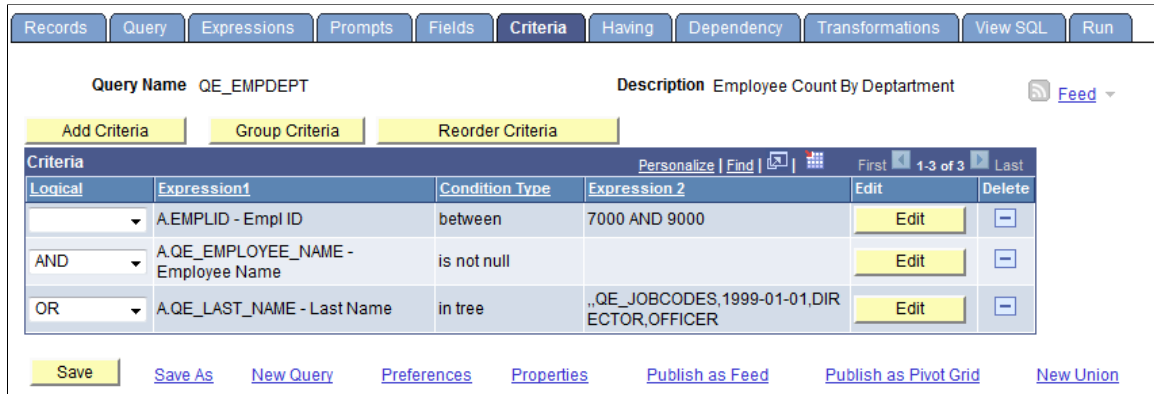 Records Query Expressions Prompts Fields Criteria Having Dependency Transformations View SQL Run
Query Name QE_EMPDEPT Description Employee Count By Deptartment Feed
Add Criteria Group Criteria Reorder Criteria
Criteria Personalize | Find | | First 1-3 of 3 Last
Logical Expression1 Condition Type Expression 2 Edit Delete
A.EMPLID - Empl ID between 7000 AND 9000 Edit
AND A.QE_EMPLOYEE_NAME - Employee Name is not null Edit
OR A.QE_LAST_NAME - Last Name in tree ,,QE_JOBCODES,1999-01-01,DIR
ECTOR,OFFICER Edit
Save Save As New Query Preferences Properties Publish as Feed Publish as Pivot Grid New Union